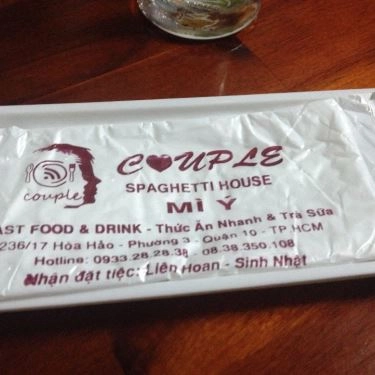 couple
COUPLE
SPAGHETTI HOUSE
MÌ Ý
AST FOOD & DRINK - Thức Ăn Nhanh & Trà Sữa
236/17 Hòa Hảo - Phường 3 - Quận 10 - TP.HCM
Hotline: 0933.28.28.38 - 08.38.350.108
Nhận đặt tiệc: Liên Hoan - Sinh Nhật